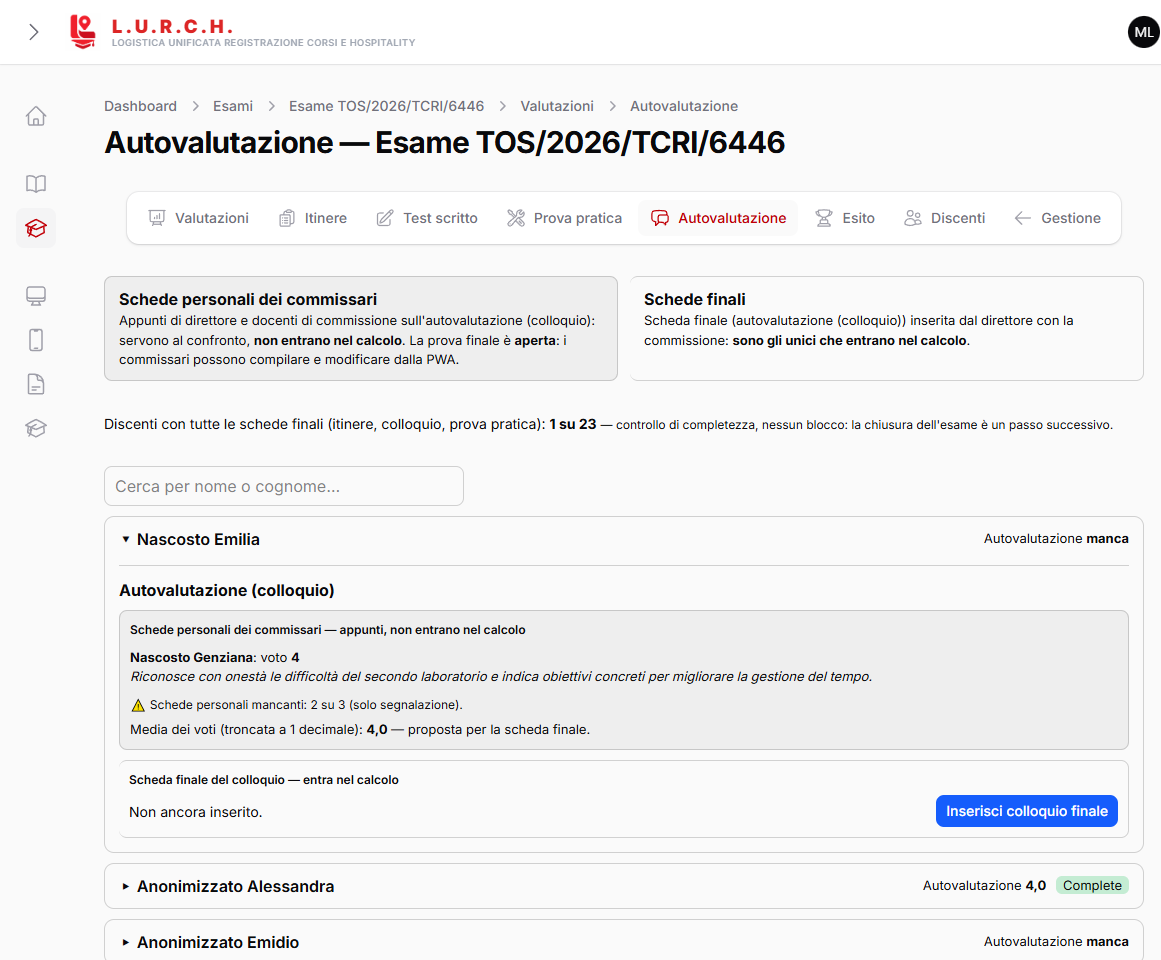 L.U.R.C.H.
LOGISTICA UNIFICATA REGISTRAZIONE CORSI E HOSPITALITY
ML
Dashboard > Esami > Esame TOS/2026/TCRI/6446 > Valutazioni > Autovalutazione
Autovalutazione — Esame TOS/2026/TCRI/6446
Valutazioni Itinere Test scritto Prova pratica Autovalutazione Esito Discenti Gestione
Schede personali dei commissari
Appunti di direttore e docenti di commissione sull'autovalutazione (colloquio):
servono al confronto, non entrano nel calcolo. La prova finale è aperta: i
commissari possono compilare e modificare dalla PWA.
Schede finali
Scheda finale (autovalutazione (colloquio)) inserita dal direttore con la
commissione: sono gli unici che entrano nel calcolo.
Discenti con tutte le schede finali (itinere, colloquio, prova pratica): 1 su 23 — controllo di completezza, nessun blocco: la chiusura dell'esame è un passo successivo.
Cerca per nome o cognome...
Nascosto Emilia
Autovalutazione manca
Autovalutazione (colloquio)
Schede personali dei commissari — appunti, non entrano nel calcolo
Nascosto Genziana: voto 4
Riconosce con onestà le difficoltà del secondo laboratorio e indica obiettivi concreti per migliorare la gestione del tempo.
Schede personali mancanti: 2 su 3 (solo segnalazione).
Media dei voti (troncata a 1 decimale): 4,0 — proposta per la scheda finale.
Scheda finale del colloquio — entra nel calcolo
Non ancora inserito.
Inserisci colloquio finale
Anonimizzato Alessandra
Autovalutazione 4,0 Complete
Anonimizzato Emidio
Autovalutazione manca